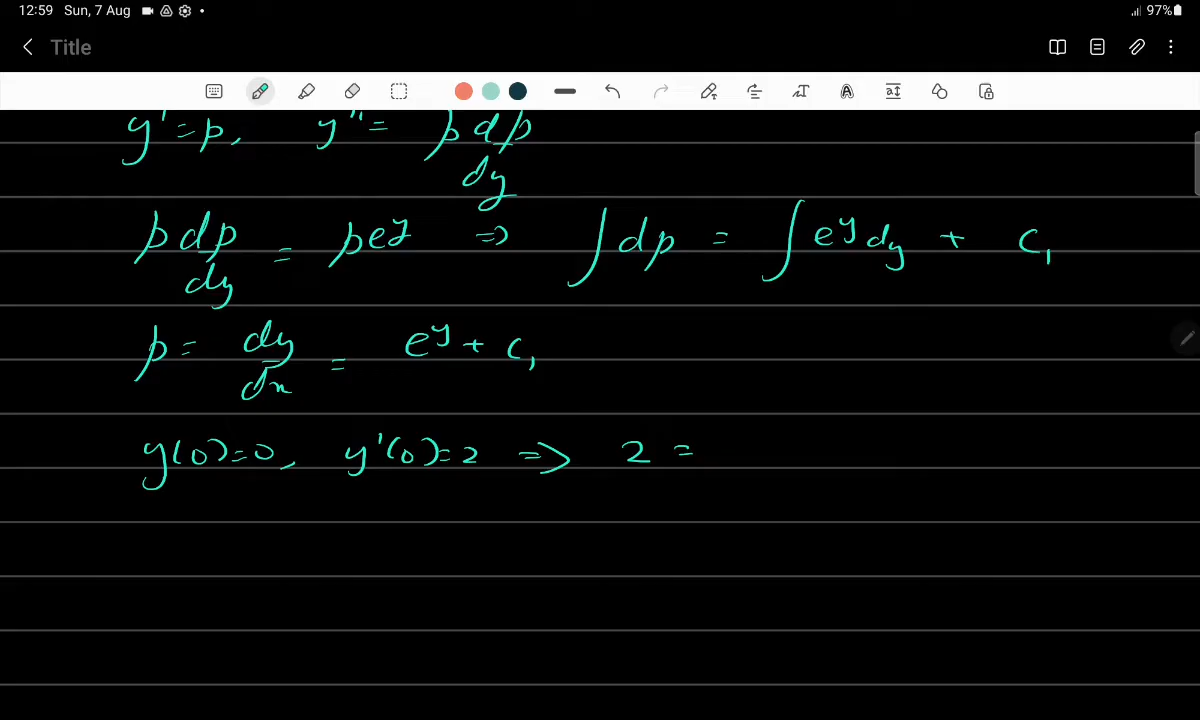 12:59 Sun, 7 Aug 97%
Title
y' = p, y'' = p dp/dy
p dp/dy = pe^y => ∫ dp = ∫ e^y dy + c₁
p = dy/dx = e^y + c₁
y(0)=0, y'(0)=2 => 2 =